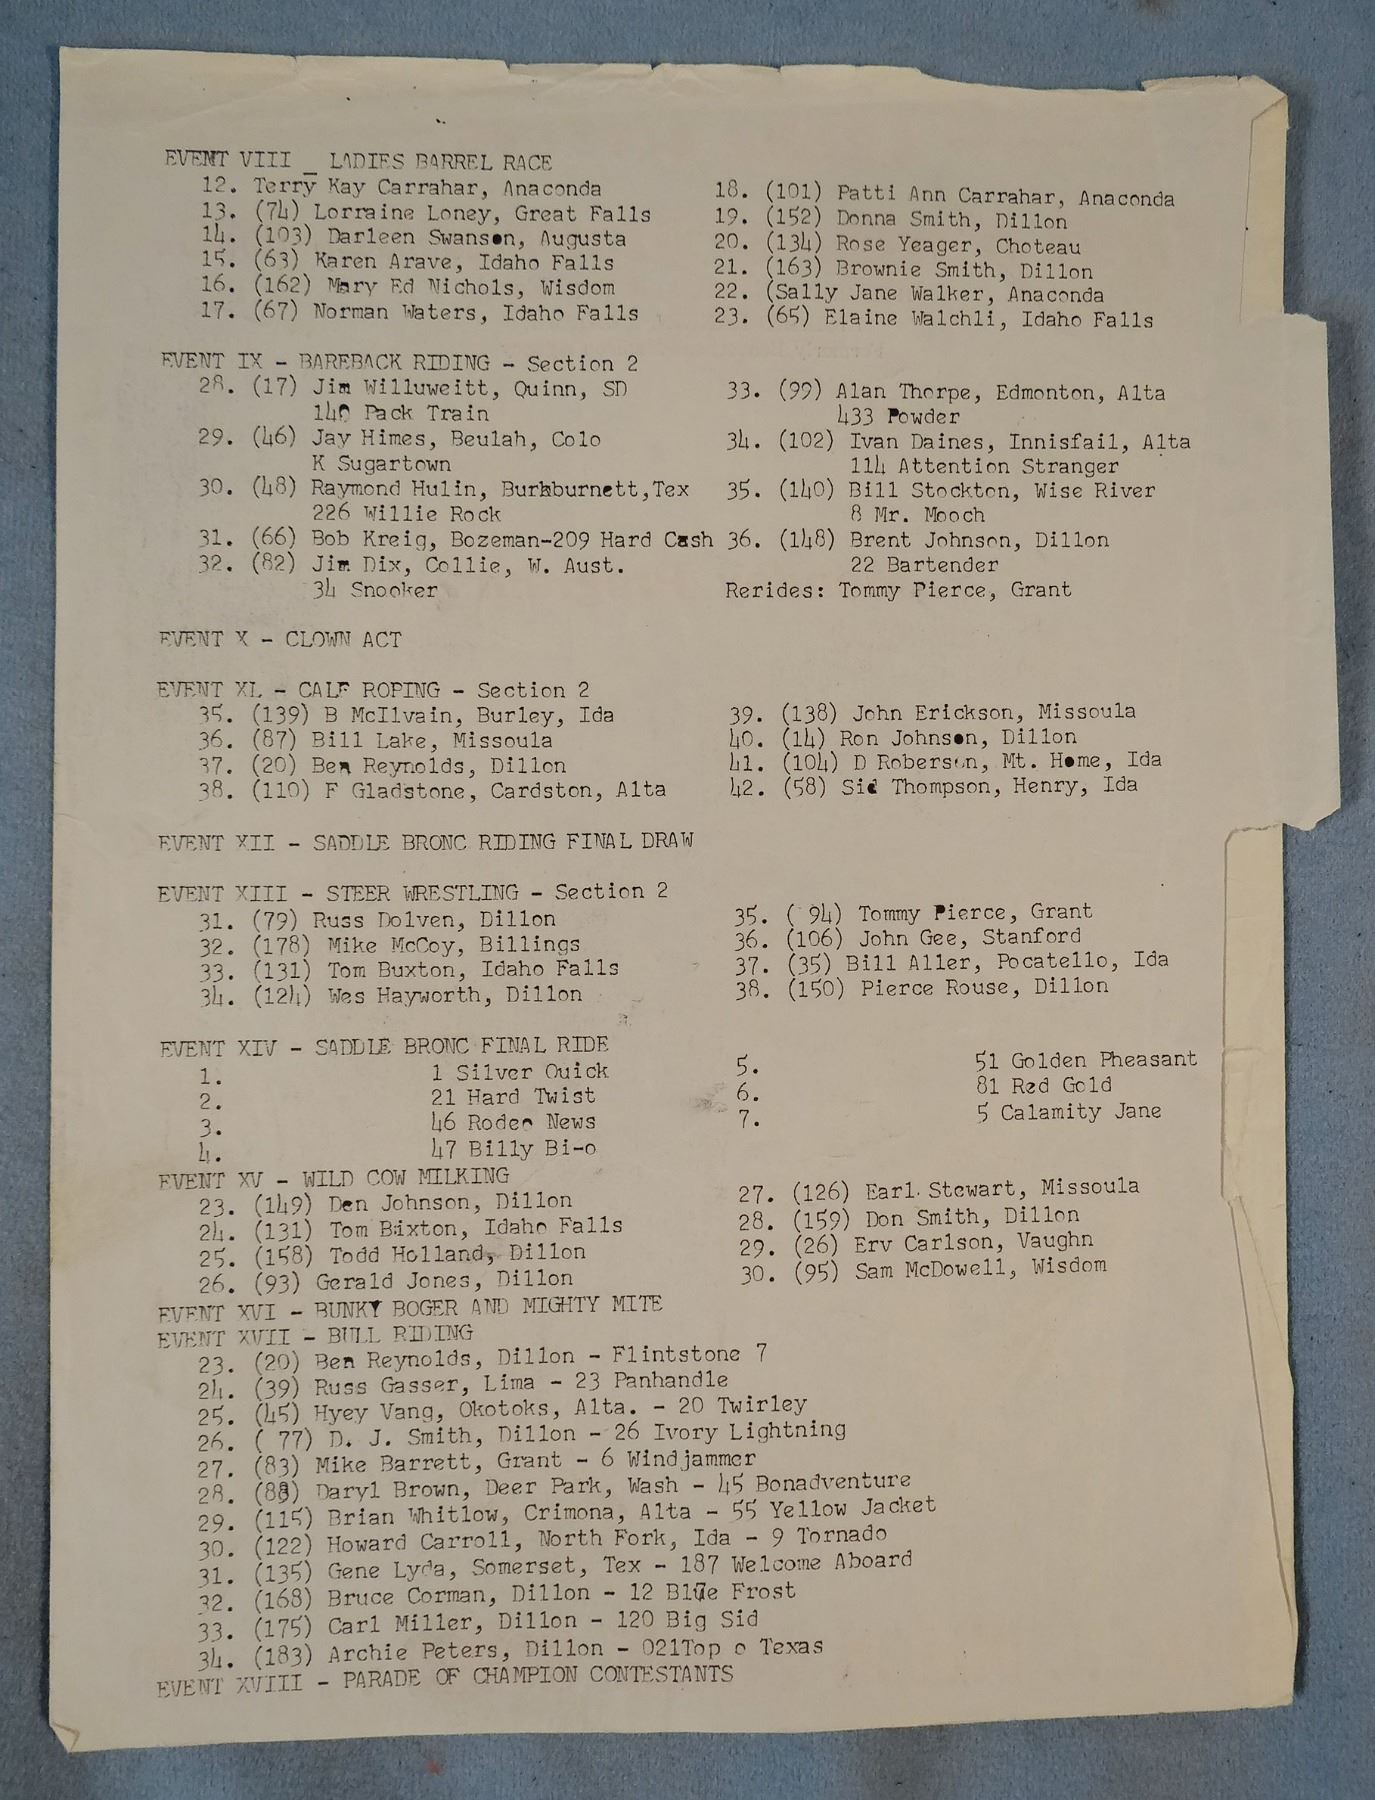 EVENT VIII _ LADIES BARREL RACE
12. Terry Kay Carrahar, Anaconda
13. (74) Lorraine Loney, Great Falls
14. (103) Darleen Swanson, Augusta
15. (63) Karen Arave, Idaho Falls
16. (162) Mary Ed Nichols, Wisdom
17. (67) Norman Waters, Idaho Falls
18. (101) Patti Ann Carrahar, Anaconda
19. (152) Donna Smith, Dillon
20. (134) Rose Yeager, Choteau
21. (163) Brownie Smith, Dillon
22. (Sally Jane Walker, Anaconda
23. (65) Elaine Walchli, Idaho Falls
EVENT IX - BAREBACK RIDING - Section 2
28. (17) Jim Willuweitt, Quinn, SD
140 Pack Train
29. (46) Jay Himes, Beulah, Colo
K Sugartown
30. (48) Raymond Hulin, Burkburnett,Tex
226 Willie Rock
31. (66) Bob Kreig, Bozeman-209 Hard Cash
32. (82) Jim Dix, Collie, W. Aust.
34 Snooker
33. (99) Alan Thorpe, Edmonton, Alta
433 Powder
34. (102) Ivan Daines, Innisfail, Alta
114 Attention Stranger
35. (140) Bill Stockton, Wise River
8 Mr. Mooch
36. (148) Brent Johnson, Dillon
22 Bartender
Rerides: Tommy Pierce, Grant
EVENT X - CLOWN ACT
EVENT XL - CALF ROPING - Section 2
35. (139) B McIlvain, Burley, Ida
36. (87) Bill Lake, Missoula
37. (20) Ben Reynolds, Dillon
38. (110) F Gladstone, Cardston, Alta
39. (138) John Erickson, Missoula
40. (14) Ron Johnson, Dillon
41. (104) D Roberson, Mt. Home, Ida
42. (58) Sid Thompson, Henry, Ida
EVENT XII - SADDLE BRONC RIDING FINAL DRAW
EVENT XIII - STEER WRESTLING - Section 2
31. (79) Russ Dolven, Dillon
32. (178) Mike McCoy, Billings
33. (131) Tom Buxton, Idaho Falls
34. (124) Wes Hayworth, Dillon
35. ( 94) Tommy Pierce, Grant
36. (106) John Gee, Stanford
37. (35) Bill Aller, Pocatello, Ida
38. (150) Pierce Rouse, Dillon
EVENT XIV - SADDLE BRONC FINAL RIDE
1. 1 Silver Quick
2. 21 Hard Twist
3. 46 Rodeo News
4. 47 Billy Bi-o
5. 51 Golden Pheasant
6. 81 Red Gold
7. 5 Calamity Jane
EVENT XV - WILD COW MILKING
23. (149) Den Johnson, Dillon
24. (131) Tom Bixton, Idaho Falls
25. (158) Todd Holland, Dillon
26. (93) Gerald Jones, Dillon
27. (126) Earl Stewart, Missoula
28. (159) Don Smith, Dillon
29. (26) Erv Carlson, Vaughn
30. (95) Sam McDowell, Wisdom
EVENT XVI - BUNKY BOGER AND MIGHTY MITE
EVENT XVII - BULL RIDING
23. (20) Ben Reynolds, Dillon - Flintstone 7
24. (39) Russ Gasser, Lima - 23 Panhandle
25. (45) Hyey Vang, Okotoks, Alta. - 20 Twirley
26. ( 77) D. J. Smith, Dillon - 26 Ivory Lightning
27. (83) Mike Barrett, Grant - 6 Windjammer
28. (88) Daryl Brown, Deer Park, Wash - 45 Bonadventure
29. (115) Brian Whitlow, Crimona, Alta - 55 Yellow Jacket
30. (122) Howard Carroll, North Fork, Ida - 9 Tornado
31. (135) Gene Lyda, Somerset, Tex - 187 Welcome Aboard
32. (168) Bruce Corman, Dillon - 12 Blue Frost
33. (175) Carl Miller, Dillon - 120 Big Sid
34. (183) Archie Peters, Dillon - 021Top o Texas
EVENT XVIII - PARADE OF CHAMPION CONTESTANTS